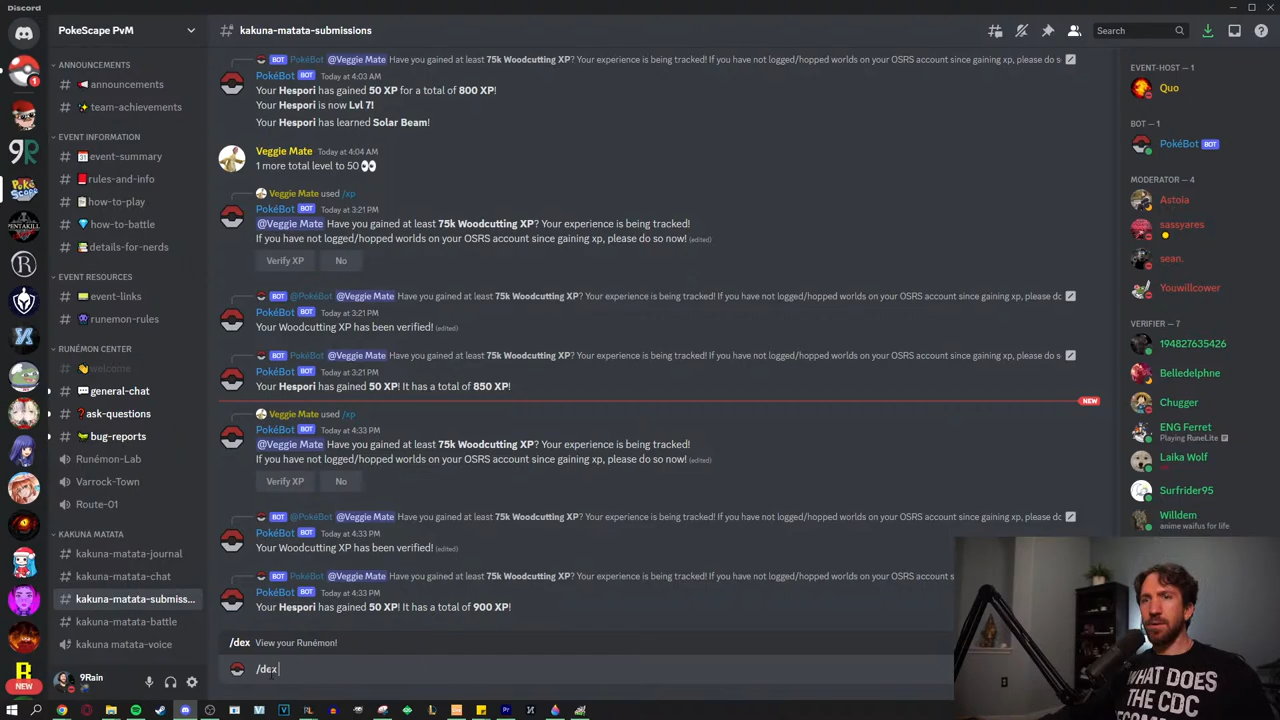 Discord
PokeScape PvM
kakuna-matata-submissions
Search
ANNOUNCEMENTS
announcements
team-achievements
EVENT INFORMATION
event-summary
rules-and-info
how-to-play
how-to-battle
details-for-nerds
EVENT RESOURCES
event-links
runemon-rules
RUNÉMON CENTER
welcome
general-chat
ask-questions
bug-reports
Runémon-Lab
Varrock-Town
Route-01
KAKUNA MATATA
kakuna-matata-journal
kakuna-matata-chat
kakuna-matata-submiss...
kakuna-matata-battle
kakuna matata-voice
9Rain
NEW
BOT PokéBot @Veggie Mate Have you gained at least 75k Woodcutting XP? Your experience is being tracked! If you have not logged/hopped worlds on your OSRS account since gaining xp, please do so
PokéBot BOT Today at 4:03 AM
Your Hespori has gained 50 XP for a total of 800 XP!
Your Hespori is now Lvl 7!
Your Hespori has learned Solar Beam!
Veggie Mate Today at 4:04 AM
1 more total level to 50
Veggie Mate used /xp
PokéBot BOT Today at 3:21 PM
@Veggie Mate Have you gained at least 75k Woodcutting XP? Your experience is being tracked!
If you have not logged/hopped worlds on your OSRS account since gaining xp, please do so now! (edited)
Verify XP No
BOT @PokéBot @Veggie Mate Have you gained at least 75k Woodcutting XP? Your experience is being tracked! If you have not logged/hopped worlds on your OSRS account since gaining xp, please do
PokéBot BOT Today at 3:21 PM
Your Woodcutting XP has been verified! (edited)
BOT PokéBot @Veggie Mate Have you gained at least 75k Woodcutting XP? Your experience is being tracked! If you have not logged/hopped worlds on your OSRS account since gaining xp, please do s
PokéBot BOT Today at 3:21 PM
Your Hespori has gained 50 XP! It has a total of 850 XP!
NEW
Veggie Mate used /xp
PokéBot BOT Today at 4:33 PM
@Veggie Mate Have you gained at least 75k Woodcutting XP? Your experience is being tracked!
If you have not logged/hopped worlds on your OSRS account since gaining xp, please do so now! (edited)
Verify XP No
BOT @PokéBot @Veggie Mate Have you gained at least 75k Woodcutting XP? Your experience is being tracked! If you have not logged/hopped worlds on your OSRS account since gaining xp, please do
PokéBot BOT Today at 4:33 PM
Your Woodcutting XP has been verified! (edited)
BOT PokéBot @Veggie Mate Have you gained at least 75k Woodcutting XP? Your experience is being tracked! If you have not logged/hopped worlds on your OSRS account s
PokéBot BOT Today at 4:33 PM
Your Hespori has gained 50 XP! It has a total of 900 XP!
/dex View your Runémon!
/dex
EVENT-HOST — 1
Quo
BOT — 1
PokéBot BOT
MODERATOR — 4
Astoia
sassyares
sean.
Youwillcower
VERIFIER — 7
194827635426
Belledelphne
Chugger
ENG Ferret
Playing RuneLite
Laika Wolf
Surfrider95
Willdem
anime waifus for life
WHAT DOES
THE CDC